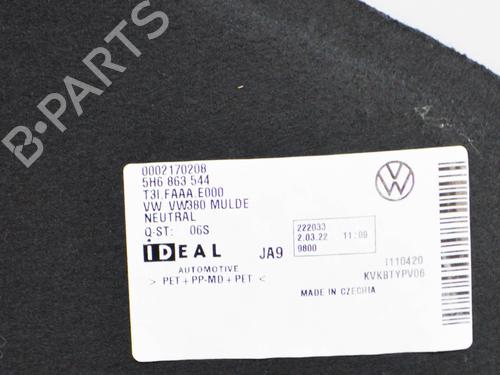 B-PARTS
0002170208
5H6 863 544
T3I.FAAA.E000
VW VW380 MULDE
NEUTRAL
Q-ST: 06S
IDEAL JA9
AUTOMOTIVE
> PET+PP-MD+PET <
222033
2.03.22 11:09
9800
I110420
KVKBTYPV06
MADE IN CZECHIA